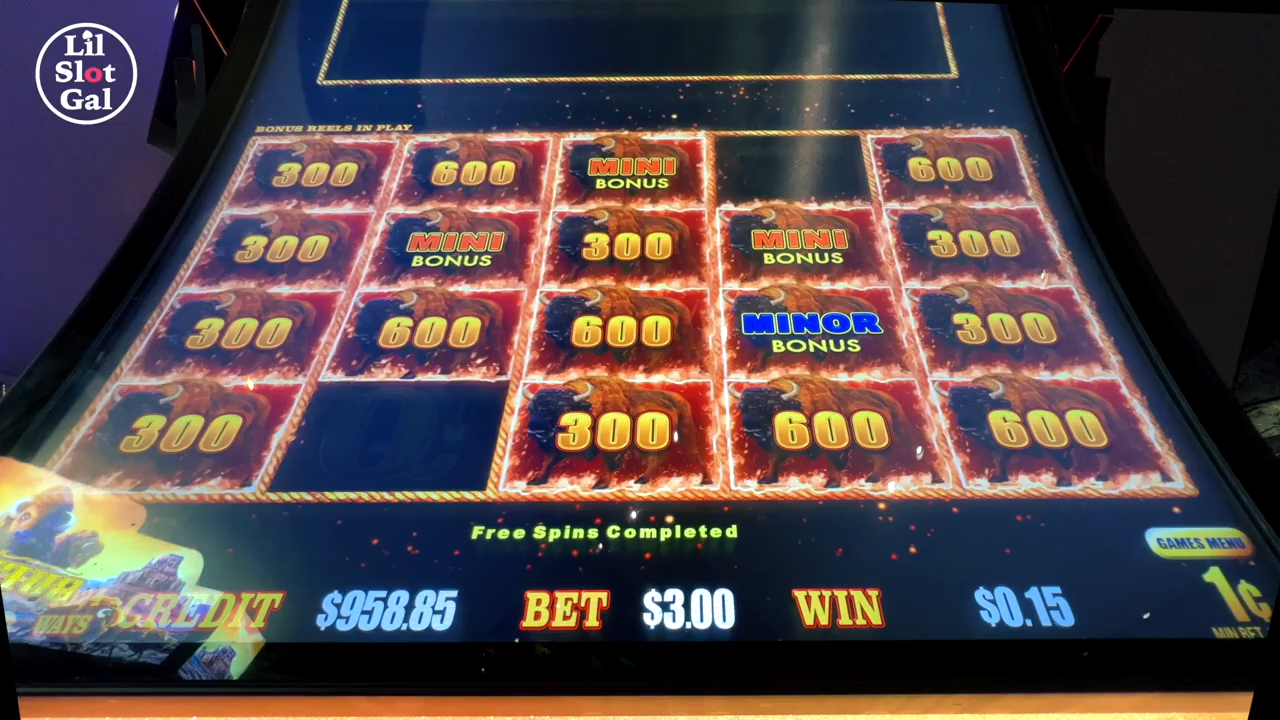 Lil
Slot
Gal
BONUS REELS IN PLAY
300 600 MINI BONUS 600
300 MINI BONUS 300 MINI BONUS 300
300 600 600 MINOR BONUS 300
300 300 600 600
Free Spins Completed
GAMES MENU
WAYS
CREDIT $958.85 BET $3.00 WIN $0.15
1¢
MIN BET